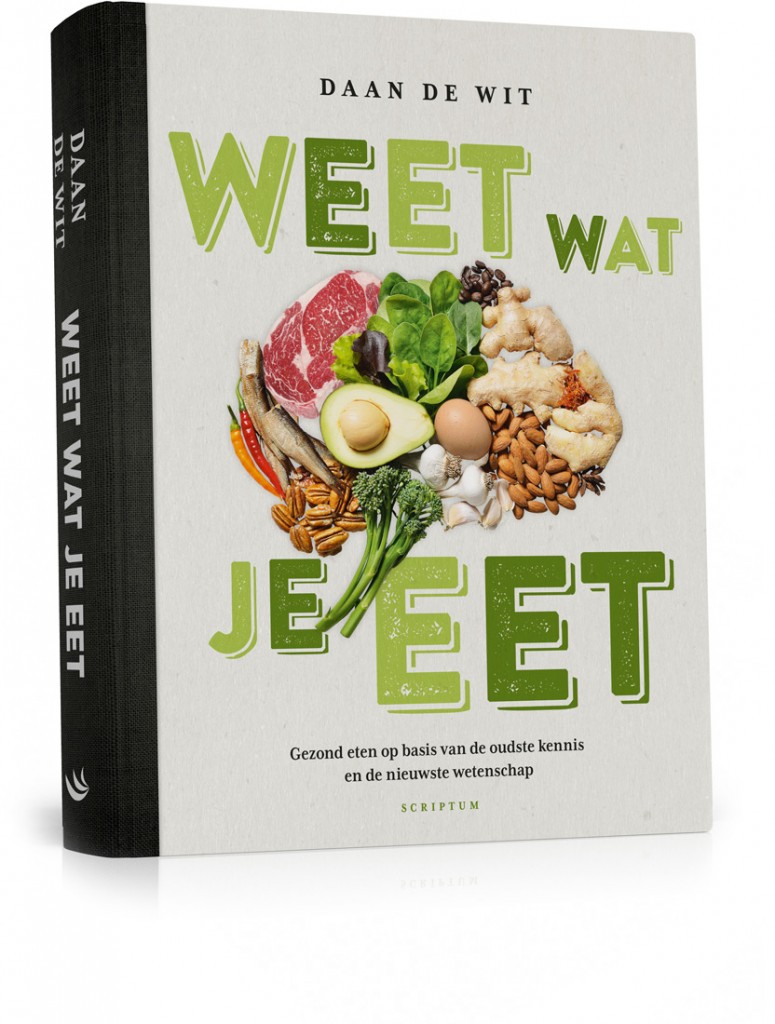 DAAN DE WIT
WEET WAT
JE EET
Gezond eten op basis van de oudste kennis
en de nieuwste wetenschap
SCRIPTUM
DAAN
DE WIT
WEET WAT JE EET
SCRIPTUM